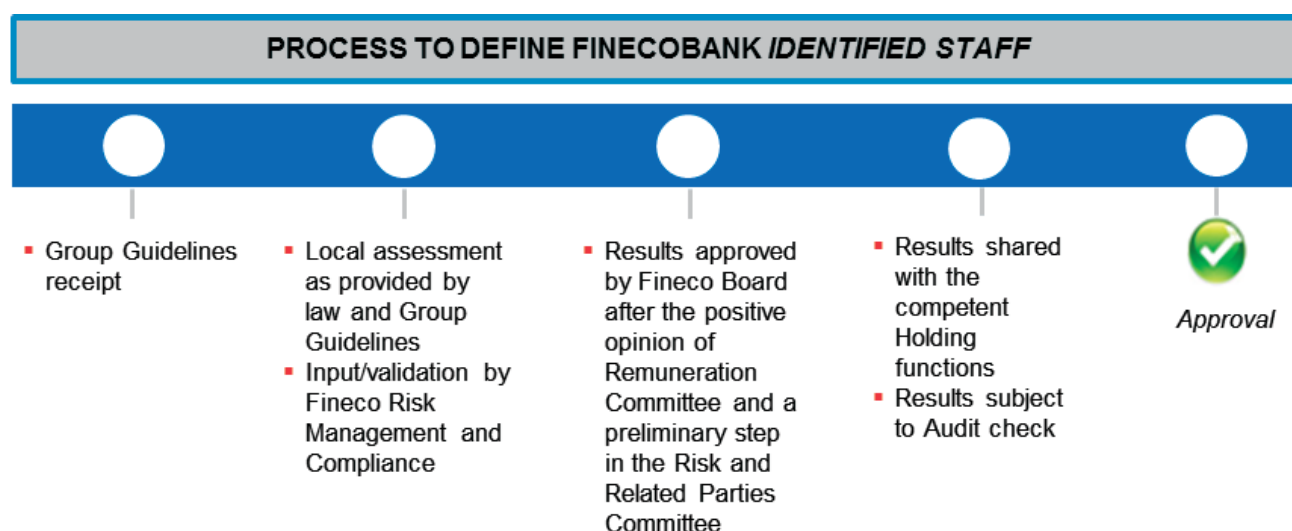 PROCESS TO DEFINE FINECOBANK IDENTIFIED STAFF
Group Guidelines
receipt
Local assessment
as provided by
law and Group
Guidelines
Input/validation by
Fineco Risk
Management and
Compliance
Results approved
by Fineco Board
after the positive
opinion of
Remuneration
Committee and a
preliminary step
in the Risk and
Related Parties
Committee
Results shared
with the
competent
Holding
functions
Results subject
to Audit check
Approval